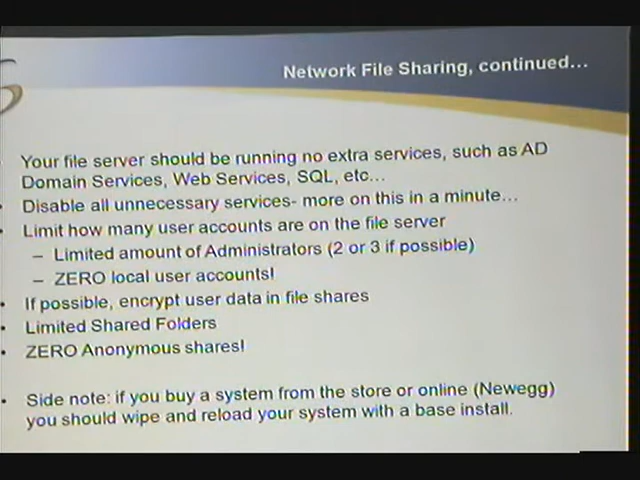 Network File Sharing, continued...
Your file server should be running no extra services, such as AD
Domain Services, Web Services, SQL, etc...
• Disable all unnecessary services- more on this in a minute...
• Limit how many user accounts are on the file server
– Limited amount of Administrators (2 or 3 if possible)
– ZERO local user accounts!
• If possible, encrypt user data in file shares
• Limited Shared Folders
• ZERO Anonymous shares!
• Side note: if you buy a system from the store or online (Newegg)
you should wipe and reload your system with a base install.